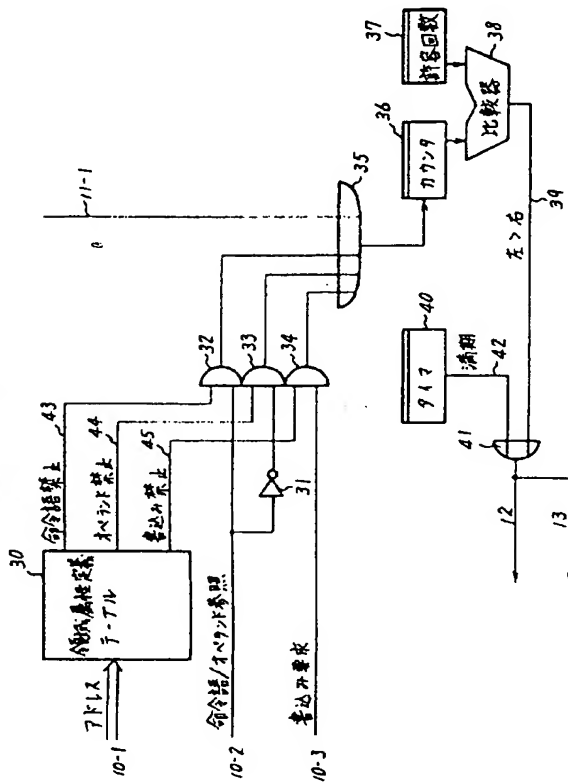 30
領域属性定義
テーブル
アドレス
10-1
命令語禁止
43
オペランド禁止
44
書込み禁止
45
命令語/オペランド参照
10-2
書込み要求
10-3
31
32
33
34
35
11-1
36
カウンタ
37
許容回数
38
比較器
39
左>右
40
タイマ
満期
42
41
12
13